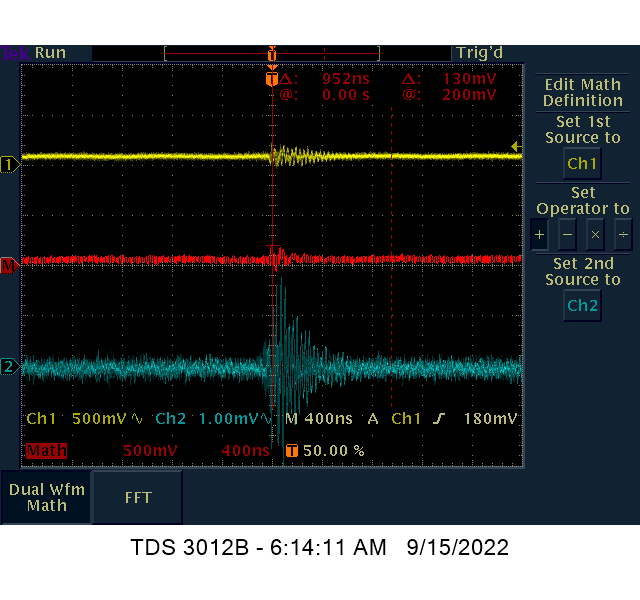 Tek Run Trig'd
Δ: 952ns Δ: 130mV
@: 0.00 s @: 200mV
Edit Math
Definition
Set 1st
Source to
Ch1
Set
Operator to
+ − × ÷
Set 2nd
Source to
Ch2
T
T
1
M
2
Ch1 500mV∿ Ch2 1.00mV∿ M 400ns A Ch1 180mV
Math 500mV 400ns T 50.00 %
Dual Wfm
Math
FFT
TDS 3012B - 6:14:11 AM 9/15/2022